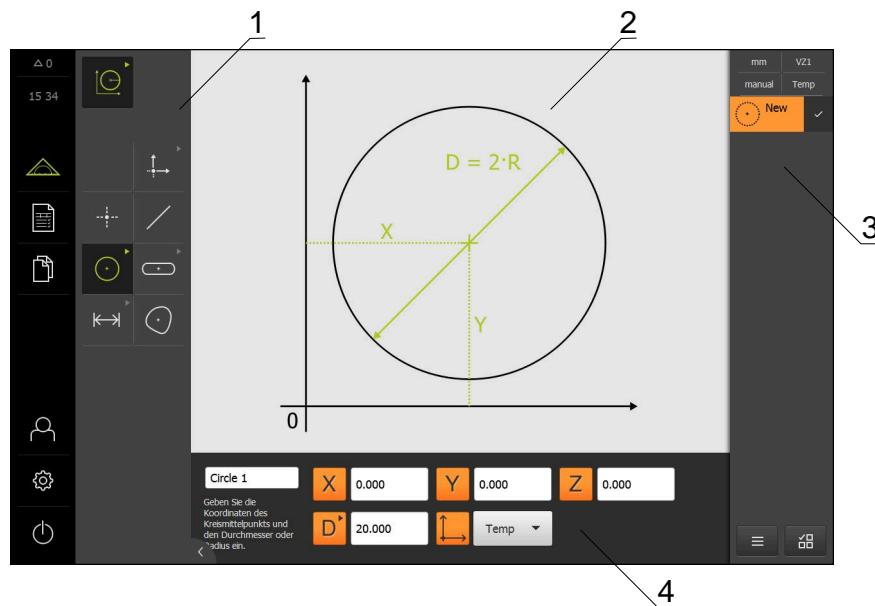 1
2
△ 0
15 34
mm
VZ1
manual
Temp
New
D = 2·R
X
Y
0
3
Circle 1
X
0.000
Y
0.000
Z
0.000
Geben Sie die
Koordinaten des
Kreismittelpunkts und
den Durchmesser oder
Radius ein.
D
20.000
Temp
4